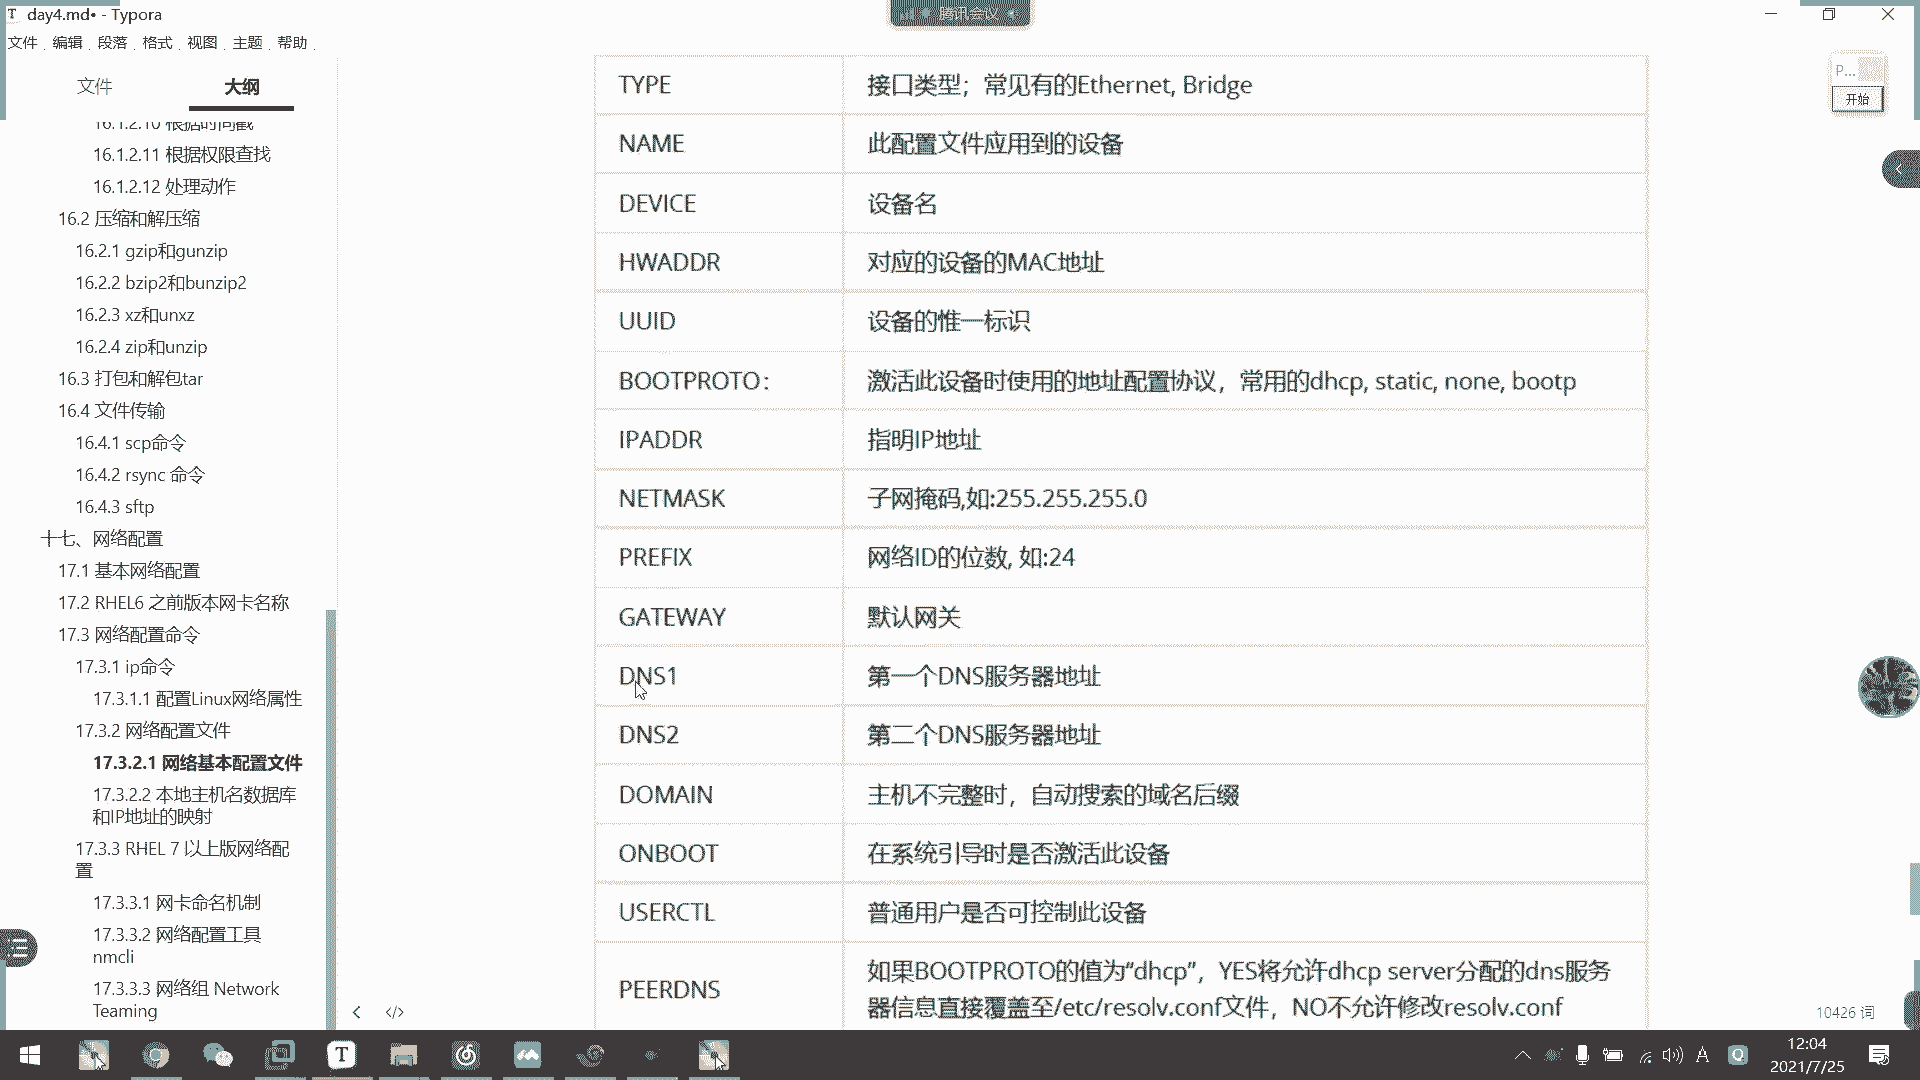 T day4.md• - Typora
腾讯会议
文件 编辑 段落 格式 视图 主题 帮助
文件 大纲
16.1.2.10 根据时间戳
16.1.2.11 根据权限查找
16.1.2.12 处理动作
16.2 压缩和解压缩
16.2.1 gzip和gunzip
16.2.2 bzip2和bunzip2
16.2.3 xz和unxz
16.2.4 zip和unzip
16.3 打包和解包tar
16.4 文件传输
16.4.1 scp命令
16.4.2 rsync 命令
16.4.3 sftp
十七、网络配置
17.1 基本网络配置
17.2 RHEL6 之前版本网卡名称
17.3 网络配置命令
17.3.1 ip命令
17.3.1.1 配置Linux网络属性
17.3.2 网络配置文件
17.3.2.1 网络基本配置文件
17.3.2.2 本地主机名数据库
和IP地址的映射
17.3.3 RHEL 7 以上版网络配
置
17.3.3.1 网卡命名机制
17.3.3.2 网络配置工具
nmcli
17.3.3.3 网络组 Network
Teaming
TYPE 接口类型；常见有的Ethernet, Bridge
NAME 此配置文件应用到的设备
DEVICE 设备名
HWADDR 对应的设备的MAC地址
UUID 设备的惟一标识
BOOTPROTO： 激活此设备时使用的地址配置协议，常用的dhcp, static, none, bootp
IPADDR 指明IP地址
NETMASK 子网掩码,如:255.255.255.0
PREFIX 网络ID的位数, 如:24
GATEWAY 默认网关
DNS1 第一个DNS服务器地址
DNS2 第二个DNS服务器地址
DOMAIN 主机不完整时，自动搜索的域名后缀
ONBOOT 在系统引导时是否激活此设备
USERCTL 普通用户是否可控制此设备
PEERDNS 如果BOOTPROTO的值为“dhcp”，YES将允许dhcp server分配的dns服务
器信息直接覆盖至/etc/resolv.conf文件，NO不允许修改resolv.conf
P...
开始
</> 10426 词
T
A
Q
12:04
2021/7/25